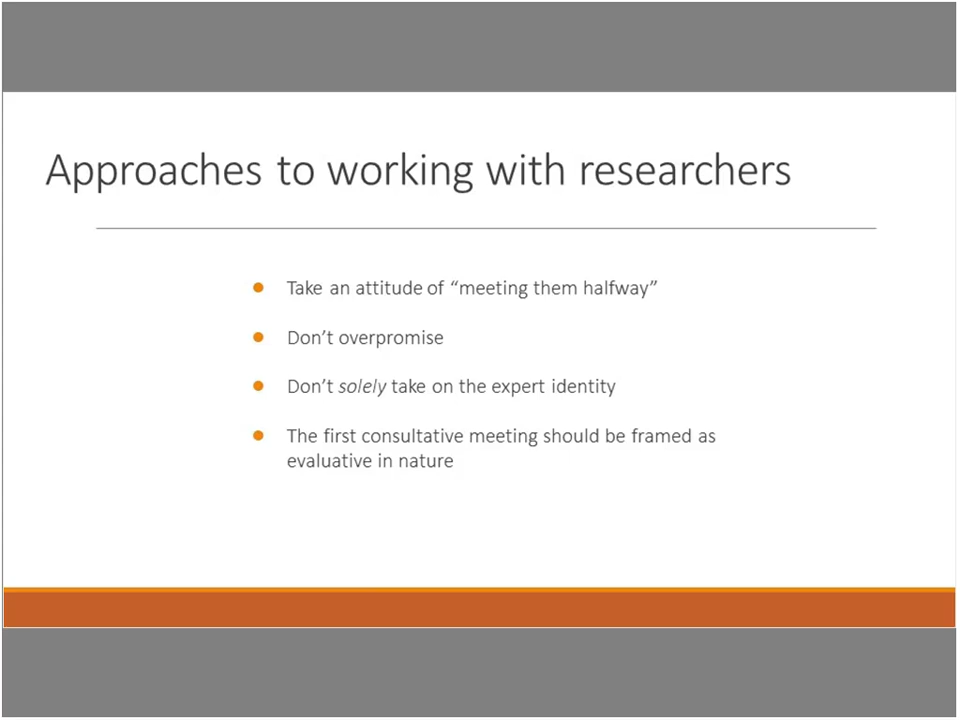 Approaches to working with researchers
Take an attitude of “meeting them halfway”
Don’t overpromise
Don’t solely take on the expert identity
The first consultative meeting should be framed as
evaluative in nature